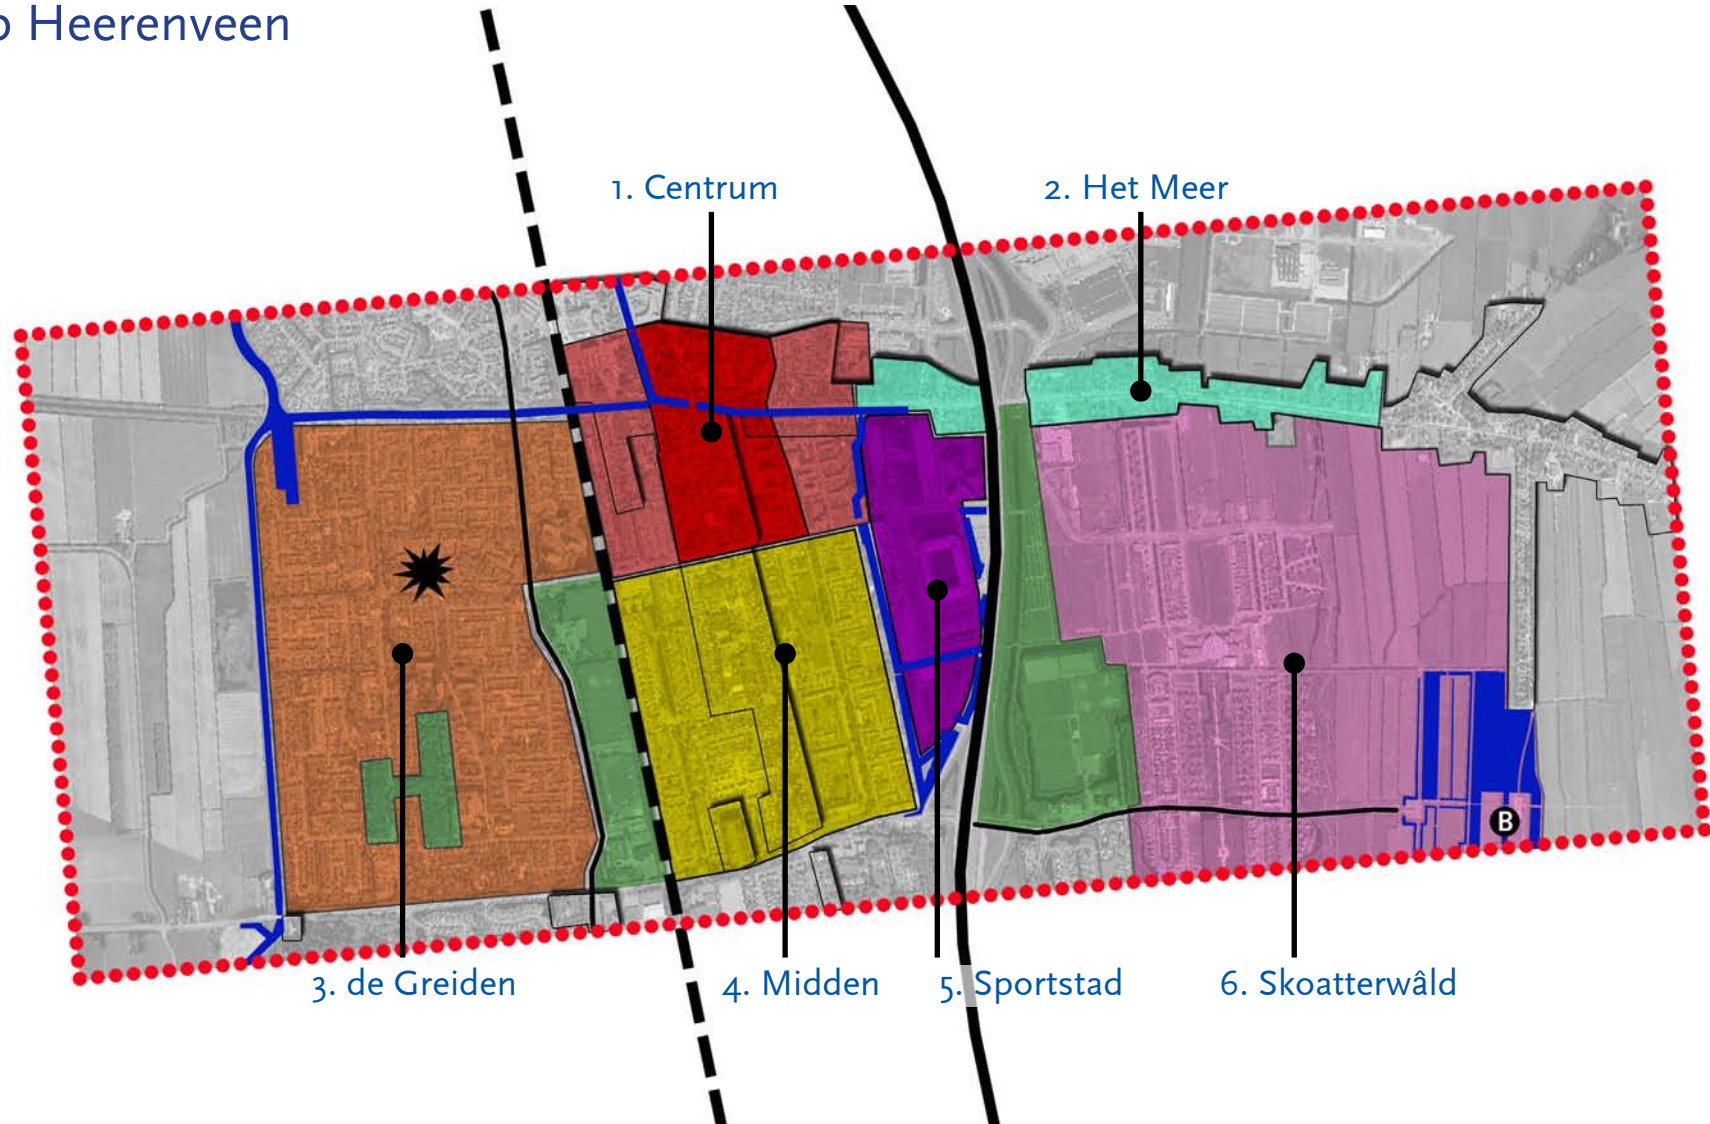 Heerenveen
1. Centrum
2. Het Meer
3. de Greiden
4. Midden
5. Sportstad
6. Skoatterwâld
B